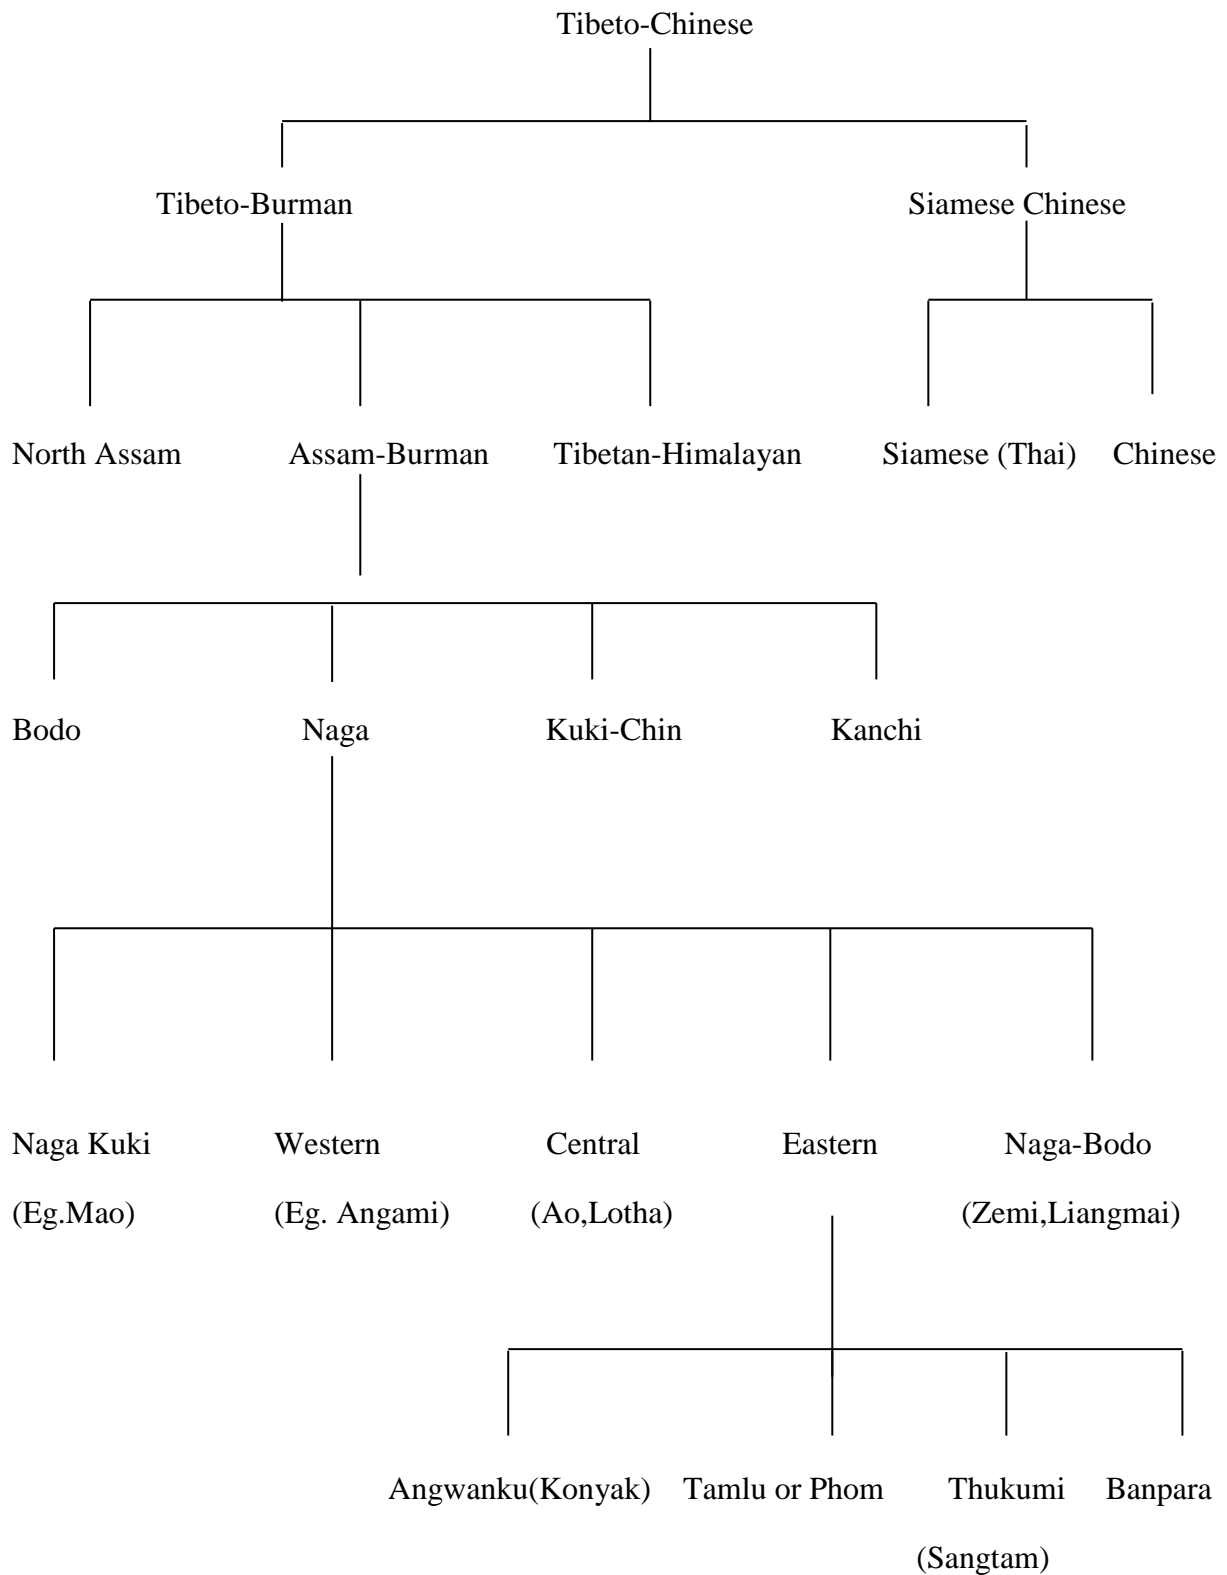 Tibeto-Chinese
Tibeto-Burman Siamese Chinese
North Assam Assam-Burman Tibetan-Himalayan Siamese (Thai) Chinese
Bodo Naga Kuki-Chin Kanchi
Naga Kuki Western Central Eastern Naga-Bodo
(Eg.Mao) (Eg. Angami) (Ao,Lotha) (Zemi,Liangmai)
Angwanku(Konyak) Tamlu or Phom Thukumi Banpara
(Sangtam)